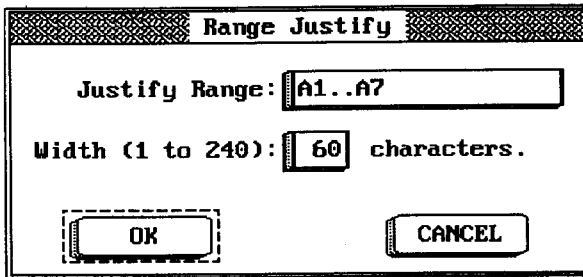 Range Justify
Justify Range: A1..A7
Width (1 to 240): 60 characters.
OK CANCEL